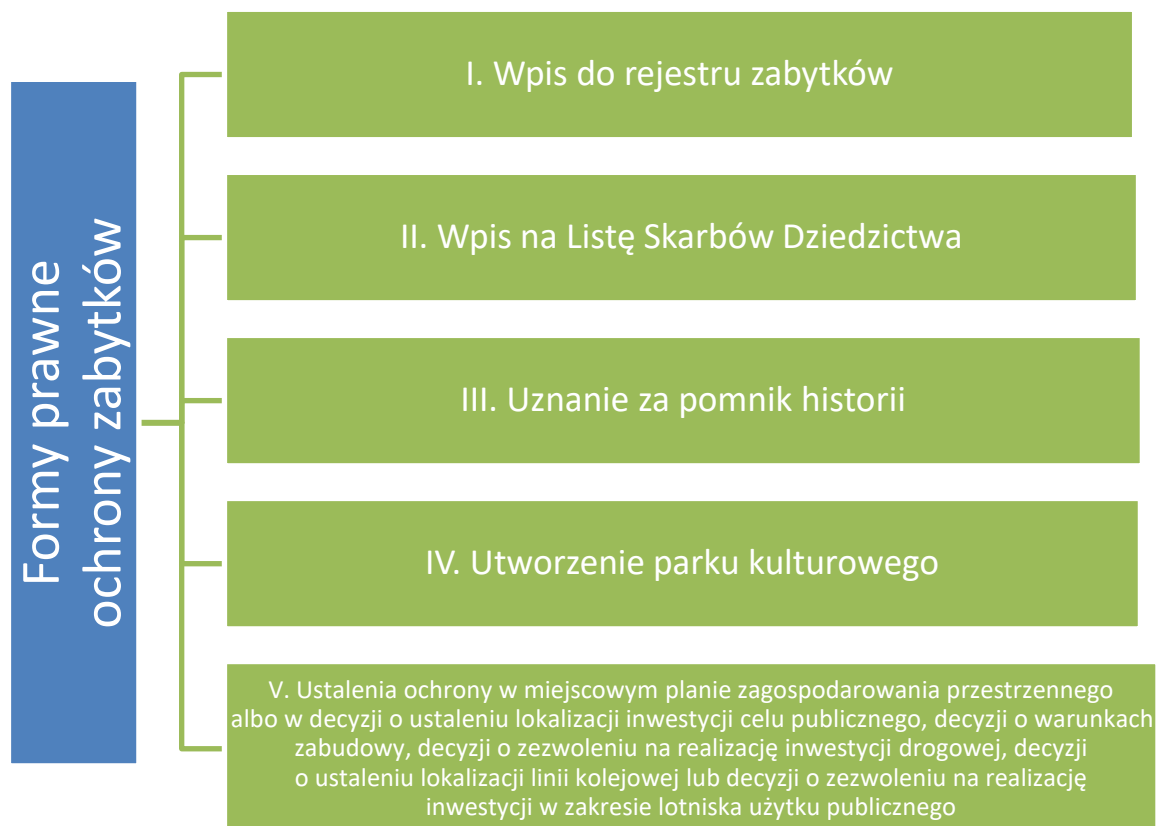 Formy prawne
ochrony zabytków
I. Wpis do rejestru zabytków
II. Wpis na Listę Skarbów Dziedzictwa
III. Uznanie za pomnik historii
IV. Utworzenie parku kulturowego
V. Ustalenia ochrony w miejscowym planie zagospodarowania przestrzennego
albo w decyzji o ustaleniu lokalizacji inwestycji celu publicznego, decyzji o warunkach
zabudowy, decyzji o zezwoleniu na realizację inwestycji drogowej, decyzji
o ustaleniu lokalizacji linii kolejowej lub decyzji o zezwoleniu na realizację
inwestycji w zakresie lotniska użytku publicznego